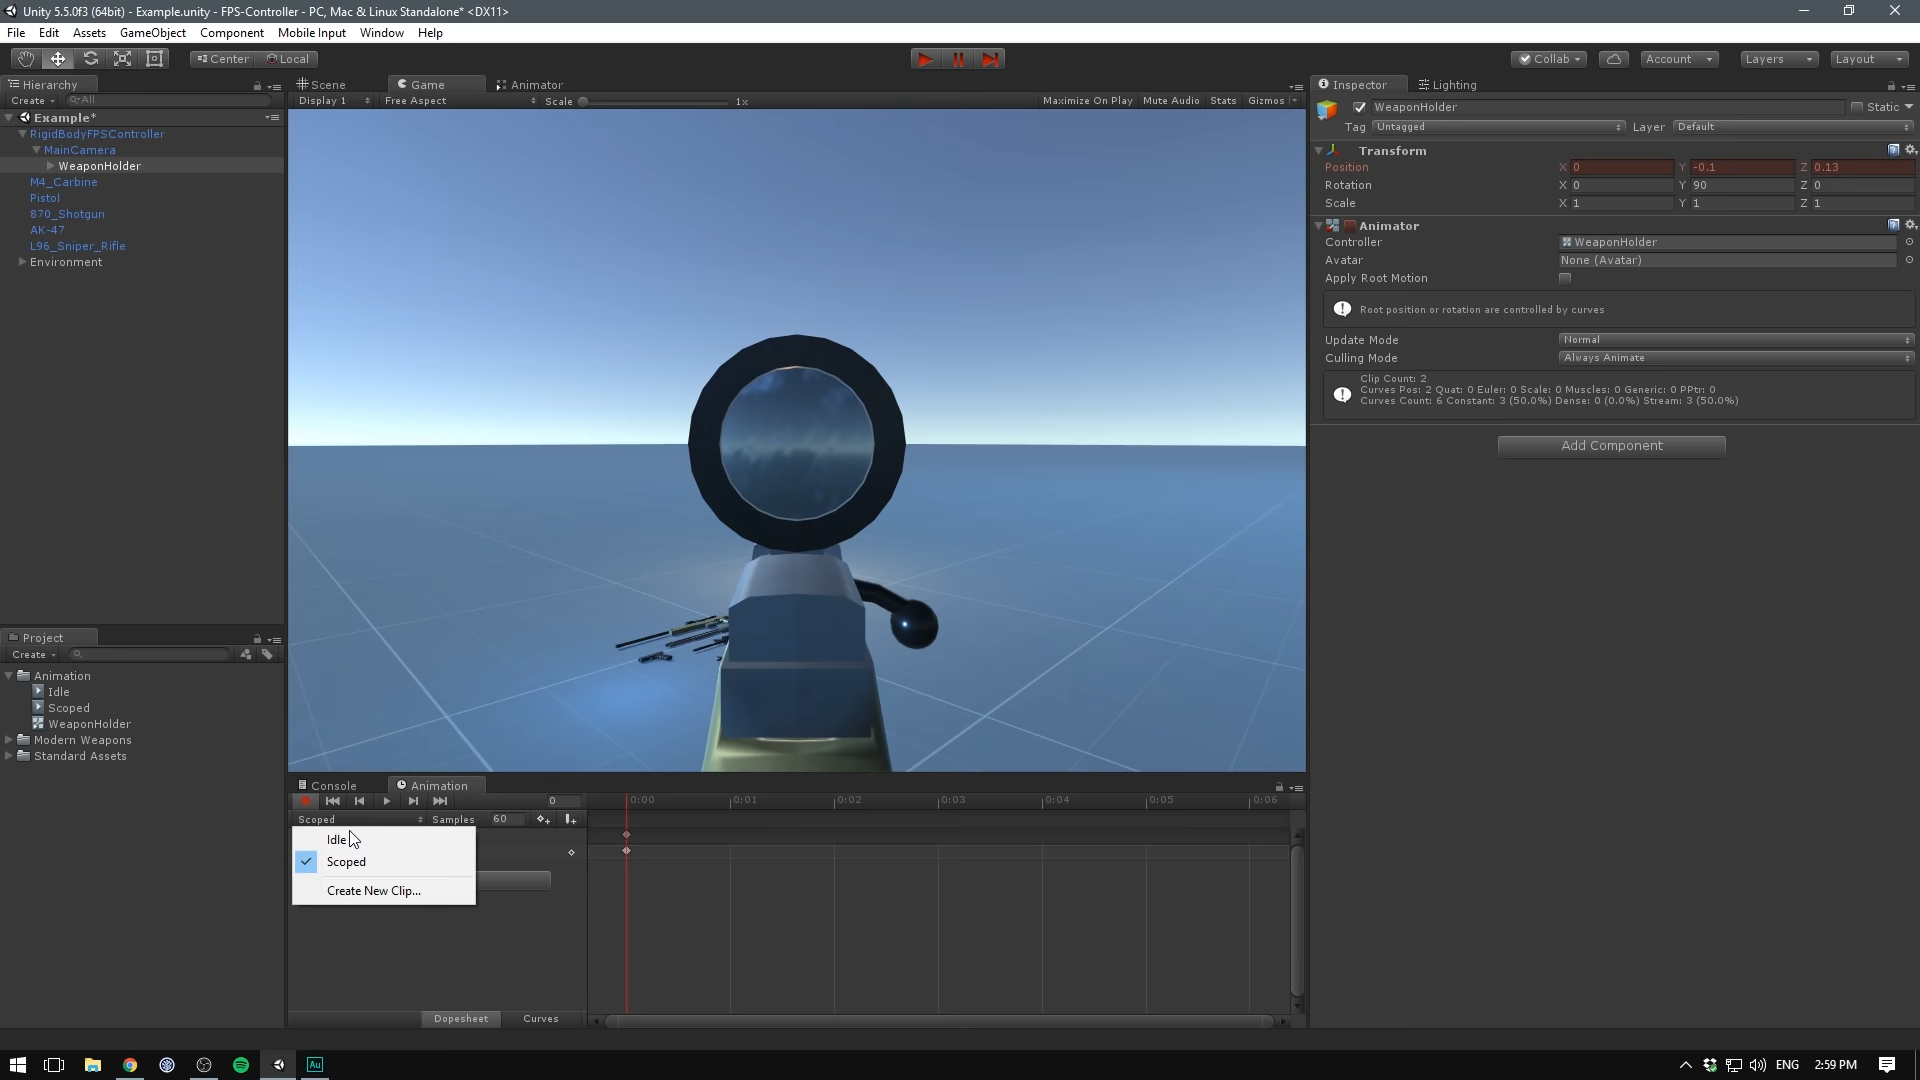 Unity 5.5.0f3 (64bit) - Example.unity - FPS-Controller - PC, Mac & Linux Standalone* <DX11>
File Edit Assets GameObject Component Mobile Input Window Help
Center Local Collab Account Layers Layout
Hierarchy
Create All
Example*
RigidBodyFPSController
MainCamera
WeaponHolder
M4_Carbine
Pistol
870_Shotgun
AK-47
L96_Sniper_Rifle
Environment
Scene Game Animator
Display 1 Free Aspect Scale 1x Maximize On Play Mute Audio Stats Gizmos
Inspector Lighting
WeaponHolder Static
Tag Untagged Layer Default
Transform
Position X 0 Y -0.1 Z 0.13
Rotation X 0 Y 90 Z 0
Scale X 1 Y 1 Z 1
Animator
Controller WeaponHolder
Avatar None (Avatar)
Apply Root Motion
Root position or rotation are controlled by curves
Update Mode Normal
Culling Mode Always Animate
Clip Count: 2
Curves Pos: 2 Quat: 0 Euler: 0 Scale: 0 Muscles: 0 Generic: 0 PPtr: 0
Curves Count: 6 Constant: 3 (50.0%) Dense: 0 (0.0%) Stream: 3 (50.0%)
Add Component
Project
Create
Animation
Idle
Scoped
WeaponHolder
Modern Weapons
Standard Assets
Console Animation
0 0:00 0:01 0:02 0:03 0:04 0:05 0:06
Scoped Samples 60
Idle
Scoped
Create New Clip...
Dopesheet Curves
Au ENG 2:59 PM